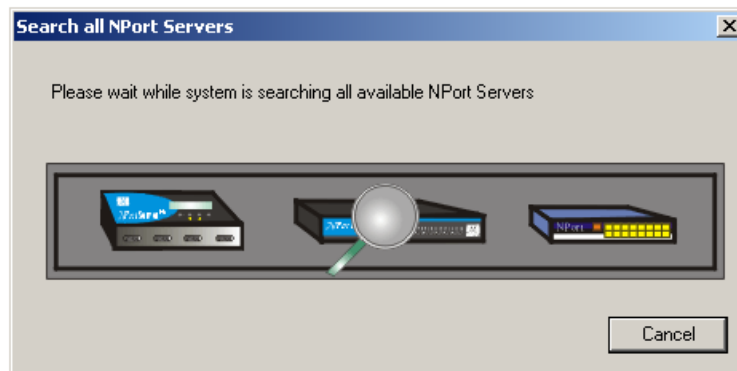 Search all NPort Servers
Please wait while system is searching all available NPort Servers
NPort
Cancel